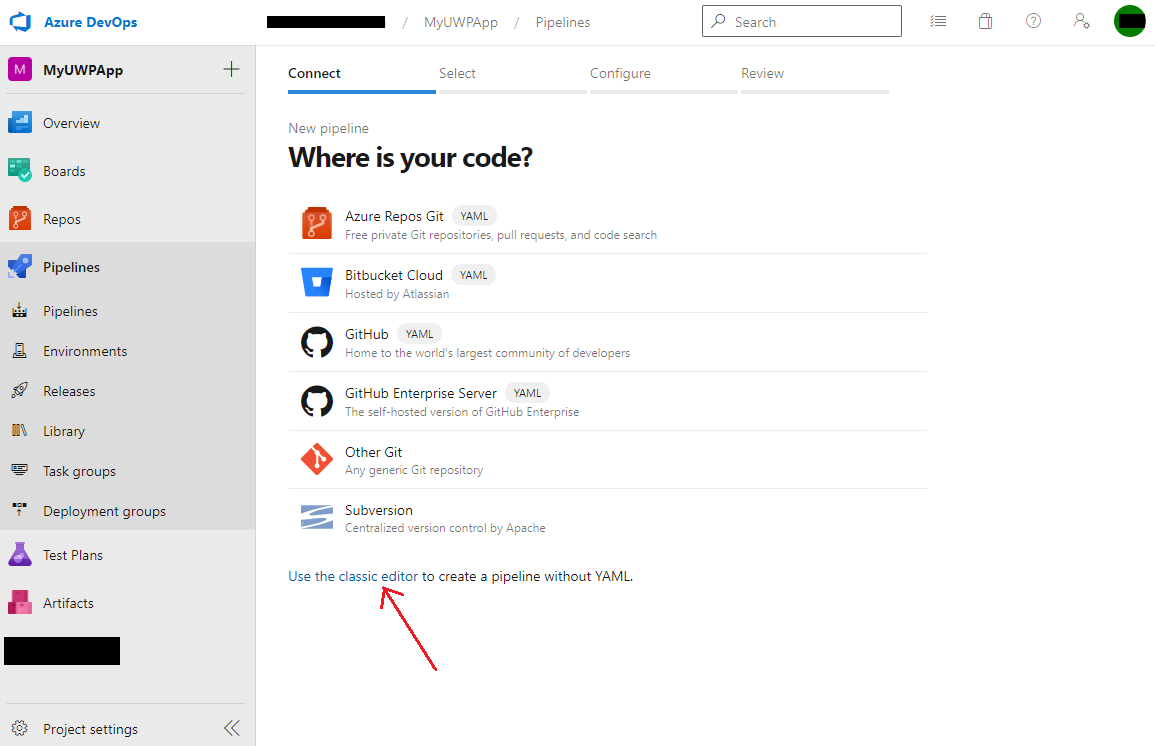 Azure DevOps
/ MyUWPApp / Pipelines
Search
M MyUWPApp
Overview
Boards
Repos
Pipelines
Pipelines
Environments
Releases
Library
Task groups
Deployment groups
Test Plans
Artifacts
Project settings
Connect Select Configure Review
New pipeline
Where is your code?
Azure Repos Git YAML
Free private Git repositories, pull requests, and code search
Bitbucket Cloud YAML
Hosted by Atlassian
GitHub YAML
Home to the world's largest community of developers
GitHub Enterprise Server YAML
The self-hosted version of GitHub Enterprise
Other Git
Any generic Git repository
Subversion
Centralized version control by Apache
Use the classic editor to create a pipeline without YAML.